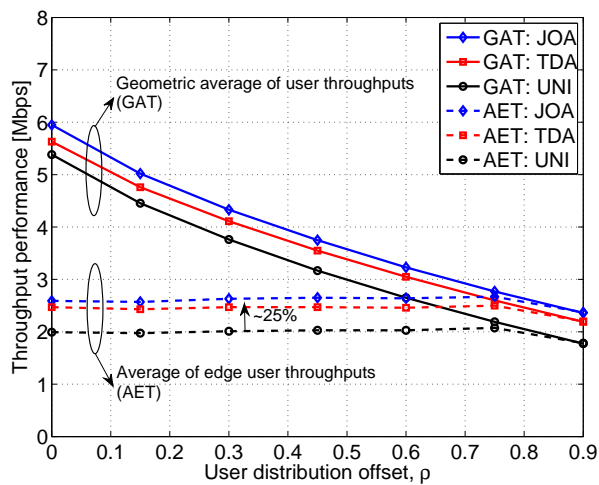 8
7
6
5
4
3
2
1
0
Throughput performance [Mbps]
GAT: JOA
GAT: TDA
GAT: UNI
AET: JOA
AET: TDA
AET: UNI
Geometric average of user throughputs
(GAT)
~25%
Average of edge user throughputs
(AET)
0 0.1 0.2 0.3 0.4 0.5 0.6 0.7 0.8 0.9
User distribution offset, ρ